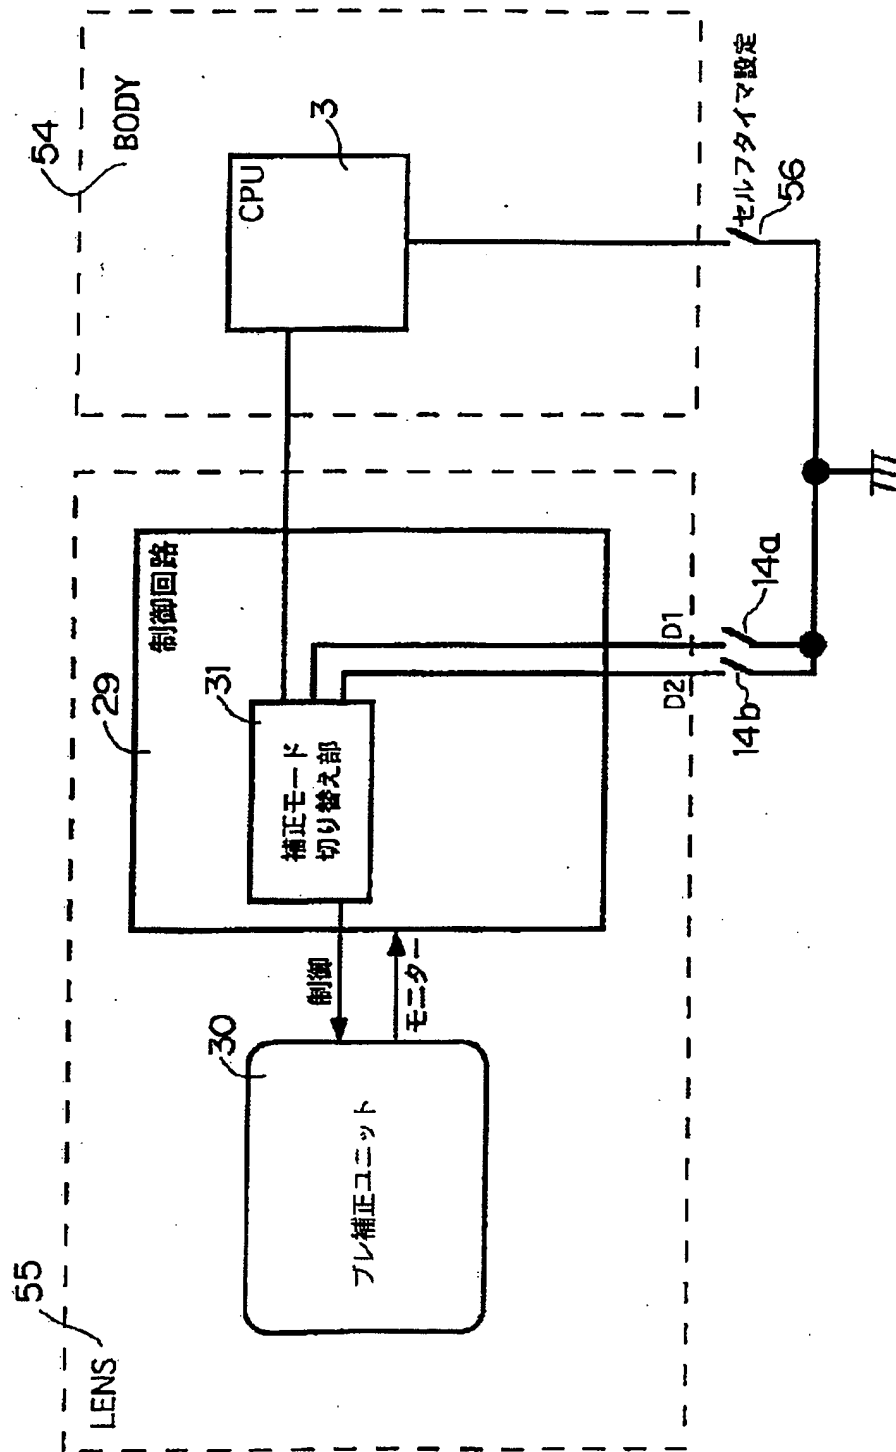 54
BODY
CPU
3
セルフタイマ設定
56
29
制御回路
31
補正モード
切り替え部
D1
D2
14a
14b
制御
モニター
30
ブレ補正ユニット
55
LENS